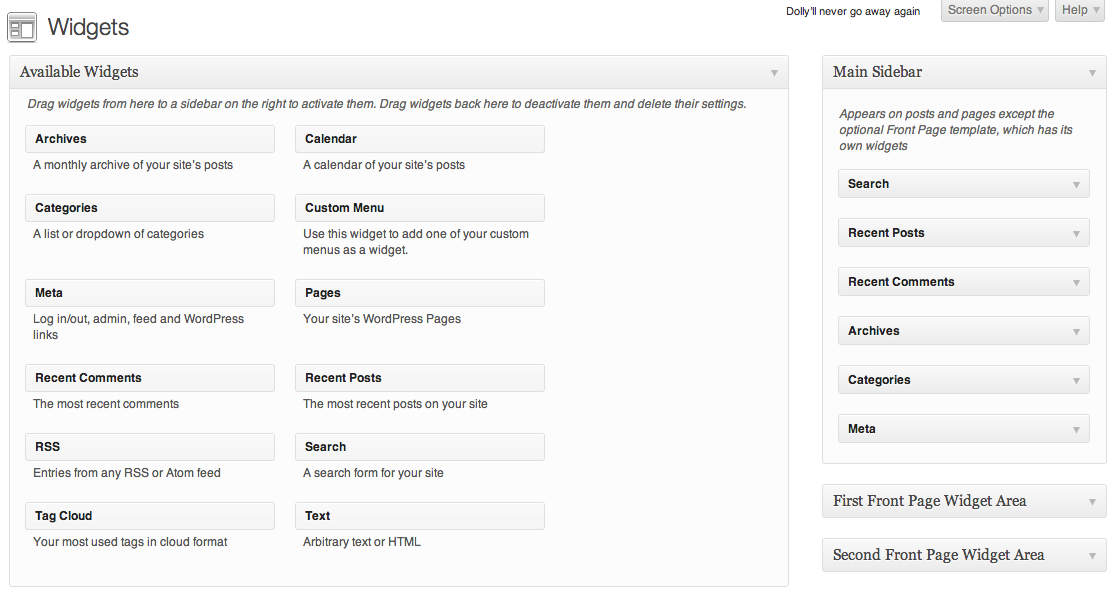 Dolly'll never go away again
Screen Options
Help
Widgets
Available Widgets
Drag widgets from here to a sidebar on the right to activate them. Drag widgets back here to deactivate them and delete their settings.
Archives
A monthly archive of your site's posts
Calendar
A calendar of your site's posts
Categories
A list or dropdown of categories
Custom Menu
Use this widget to add one of your custom
menus as a widget.
Meta
Log in/out, admin, feed and WordPress
links
Pages
Your site's WordPress Pages
Recent Comments
The most recent comments
Recent Posts
The most recent posts on your site
RSS
Entries from any RSS or Atom feed
Search
A search form for your site
Tag Cloud
Your most used tags in cloud format
Text
Arbitrary text or HTML
Main Sidebar
Appears on posts and pages except the
optional Front Page template, which has its
own widgets
Search
Recent Posts
Recent Comments
Archives
Categories
Meta
First Front Page Widget Area
Second Front Page Widget Area